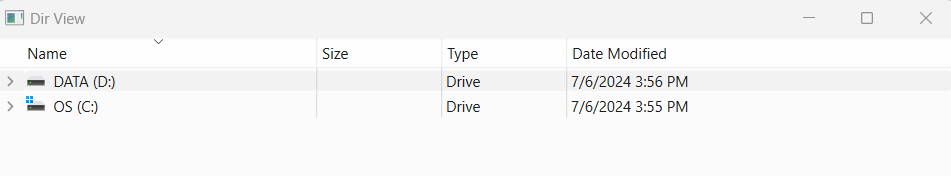 Dir View
Name Size Type Date Modified
DATA (D:) Drive 7/6/2024 3:56 PM
OS (C:) Drive 7/6/2024 3:55 PM